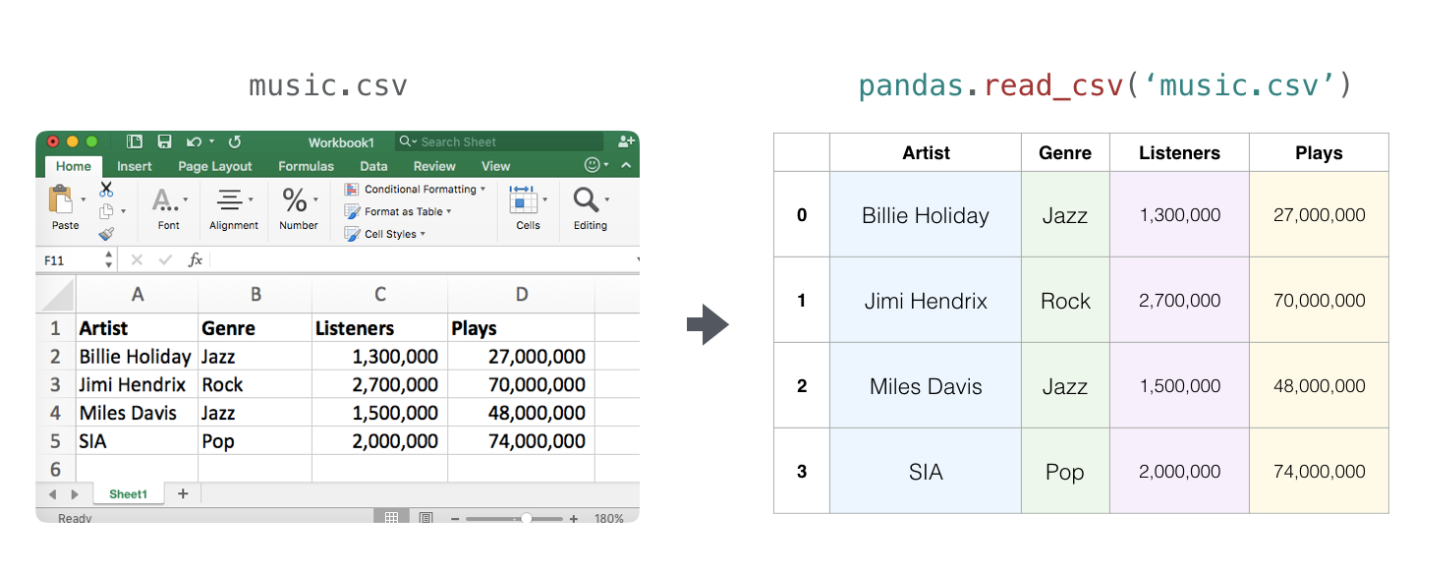 music.csv
pandas.read_csv(‘music.csv’)
Workbook1 Search Sheet
Home Insert Page Layout Formulas Data Review View
Paste A.. Font Alignment % Number Conditional Formatting Format as Table Cell Styles Cells Editing
F11 fx
A B C D
1 Artist Genre Listeners Plays
2 Billie Holiday Jazz 1,300,000 27,000,000
3 Jimi Hendrix Rock 2,700,000 70,000,000
4 Miles Davis Jazz 1,500,000 48,000,000
5 SIA Pop 2,000,000 74,000,000
6
Sheet1 +
Ready − + 180%
Artist Genre Listeners Plays
0 Billie Holiday Jazz 1,300,000 27,000,000
1 Jimi Hendrix Rock 2,700,000 70,000,000
2 Miles Davis Jazz 1,500,000 48,000,000
3 SIA Pop 2,000,000 74,000,000